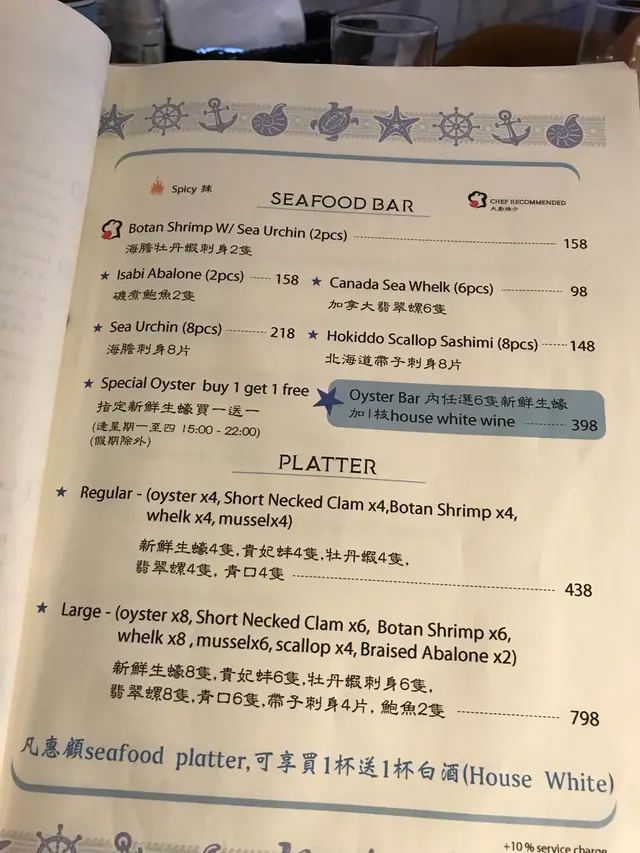 Spicy 辣
SEAFOOD BAR
CHEF RECOMMENDED
大廚推介
Botan Shrimp W/ Sea Urchin (2pcs) 158
海膽牡丹蝦刺身2隻
Isabi Abalone (2pcs) 158
磯煮鮑魚2隻
Canada Sea Whelk (6pcs) 98
加拿大翡翠螺6隻
Sea Urchin (8pcs) 218
海膽刺身8片
Hokiddo Scallop Sashimi (8pcs) 148
北海道帶子刺身8片
Special Oyster buy 1 get 1 free
指定新鮮生蠔買一送一
(逢星期一至四 15:00 - 22:00)
(假期除外)
Oyster Bar 內任選6隻新鮮生蠔
加1枝house white wine 398
PLATTER
Regular - (oyster x4, Short Necked Clam x4,Botan Shrimp x4,
whelk x4, musselx4)
新鮮生蠔4隻,貴妃蚌4隻,牡丹蝦4隻,
翡翠螺4隻, 青口4隻 438
Large - (oyster x8, Short Necked Clam x6, Botan Shrimp x6,
whelk x8 , musselx6, scallop x4, Braised Abalone x2)
新鮮生蠔8隻,貴妃蚌6隻,牡丹蝦刺身6隻,
翡翠螺8隻,青口6隻,帶子刺身4片, 鮑魚2隻 798
凡惠顧seafood platter,可享買1杯送1杯白酒(House White)
+10 % service charge